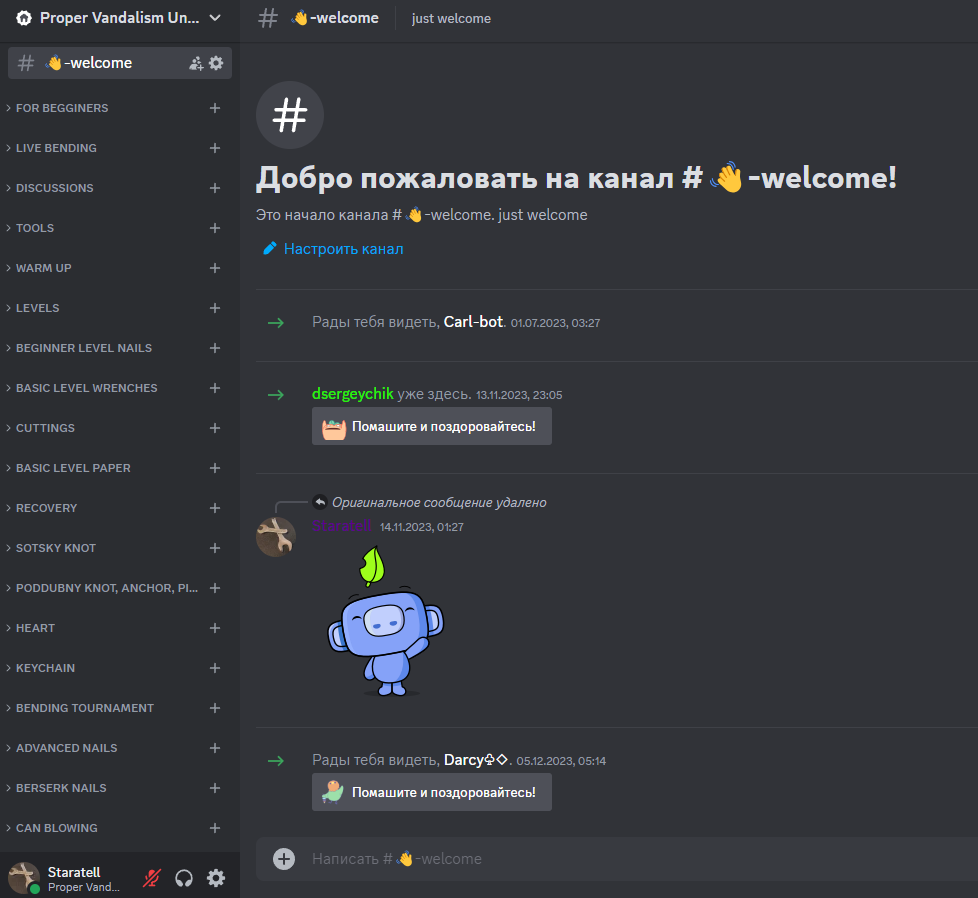 Proper Vandalism Un...
👋-welcome
just welcome
👋-welcome
FOR BEGGINERS
LIVE BENDING
DISCUSSIONS
TOOLS
WARM UP
LEVELS
BEGINNER LEVEL NAILS
BASIC LEVEL WRENCHES
CUTTINGS
BASIC LEVEL PAPER
RECOVERY
SOTSKY KNOT
PODDUBNY KNOT, ANCHOR, PI...
HEART
KEYCHAIN
BENDING TOURNAMENT
ADVANCED NAILS
BERSERK NAILS
CAN BLOWING
Staratell
Proper Vand...
Добро пожаловать на канал #👋-welcome!
Это начало канала #👋-welcome. just welcome
Настроить канал
Рады тебя видеть, Carl-bot. 01.07.2023, 03:27
dsergeychik уже здесь. 13.11.2023, 23:05
Помашите и поздоровайтесь!
Оригинальное сообщение удалено
Staratell 14.11.2023, 01:27
Рады тебя видеть, Darcy♧◇. 05.12.2023, 05:14
Помашите и поздоровайтесь!
Написать #👋-welcome